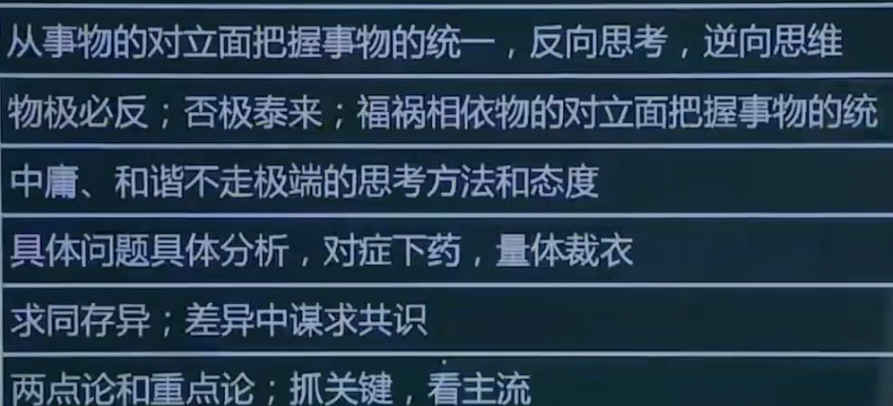 从事物的对立面把握事物的统一，反向思考，逆向思维
物极必反；否极泰来；福祸相依物的对立面把握事物的统
中庸、和谐不走极端的思考方法和态度
具体问题具体分析，对症下药，量体裁衣
求同存异；差异中谋求共识
两点论和重点论；抓关键，看主流